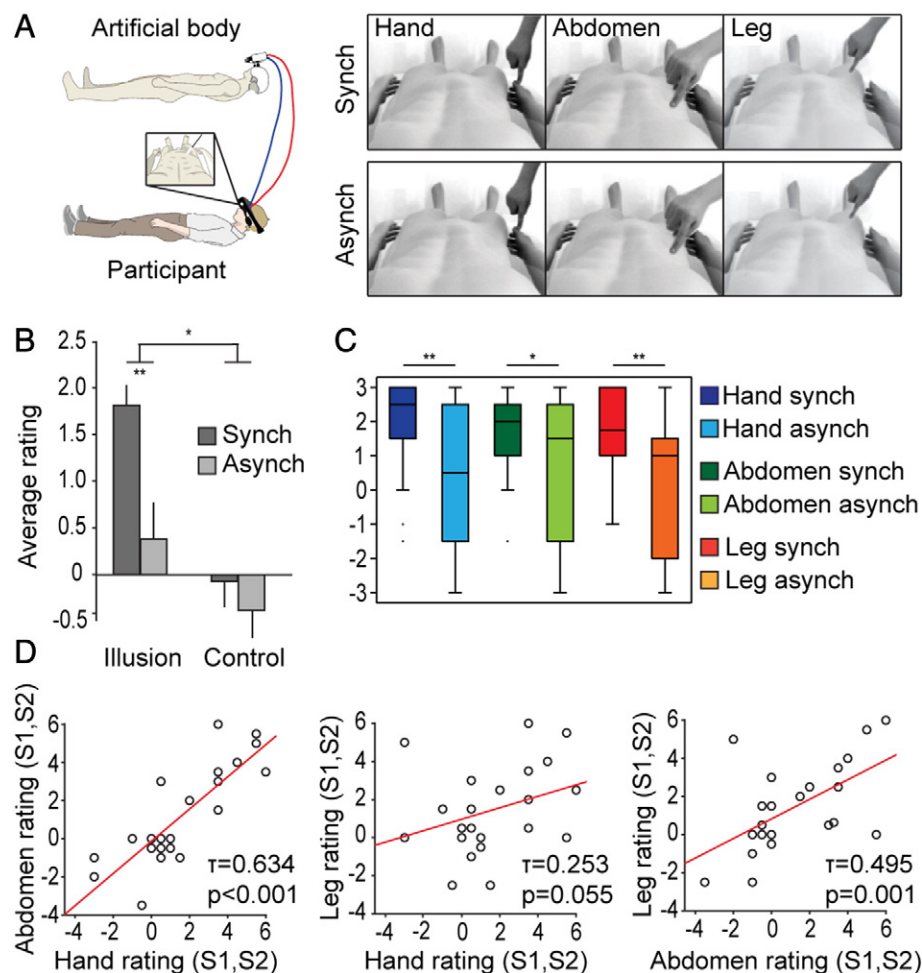 A
Artificial body
Participant
Hand
Abdomen
Leg
Synch
Asynch
B
Average rating
2.5
2.0
1.5
1.0
0.5
0
-0.5
*
**
Synch
Asynch
Illusion
Control
C
**
*
**
3
2
1
0
-1
-2
-3
Hand synch
Hand asynch
Abdomen synch
Abdomen asynch
Leg synch
Leg asynch
D
Abdomen rating (S1,S2)
6
4
2
0
-2
-4
τ=0.634
p<0.001
-4 -2 0 2 4 6
Hand rating (S1,S2)
Leg rating (S1,S2)
6
4
2
0
-2
-4
τ=0.253
p=0.055
-4 -2 0 2 4 6
Hand rating (S1,S2)
Leg rating (S1,S2)
6
4
2
0
-2
-4
τ=0.495
p=0.001
-4 -2 0 2 4 6
Abdomen rating (S1,S2)